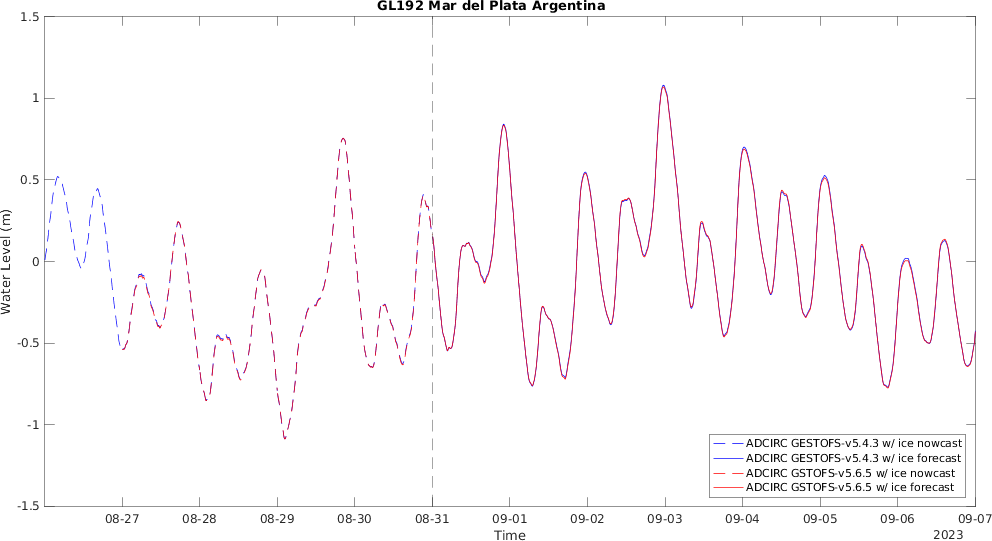 GL192 Mar del Plata Argentina
1.5
1
0.5
0
-0.5
-1
-1.5
Water Level (m)
08-27 08-28 08-29 08-30 08-31 09-01 09-02 09-03 09-04 09-05 09-06 09-07
Time
2023
ADCIRC GESTOFS-v5.4.3 w/ ice nowcast
ADCIRC GESTOFS-v5.4.3 w/ ice forecast
ADCIRC GSTOFS-v5.6.5 w/ ice nowcast
ADCIRC GSTOFS-v5.6.5 w/ ice forecast